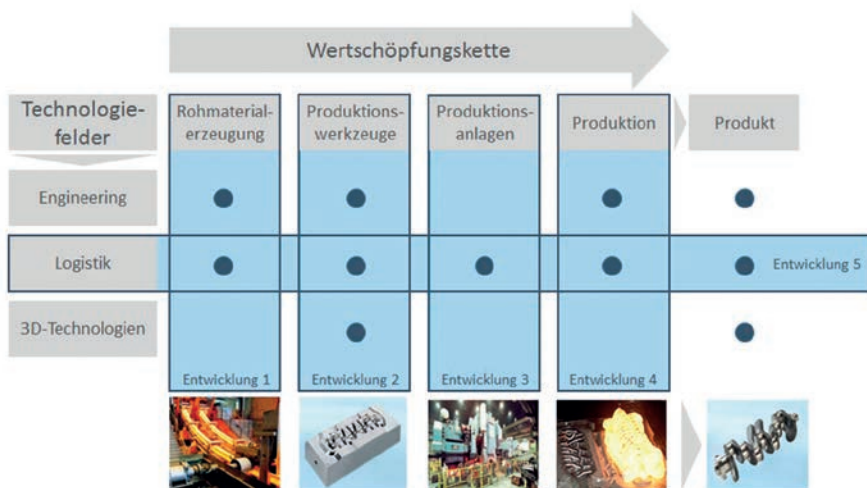 Wertschöpfungskette
Technologie-
felder
Rohmaterial-
erzeugung
Produktions-
werkzeuge
Produktions-
anlagen
Produktion
Produkt
Engineering
Logistik
Entwicklung 5
3D-Technologien
Entwicklung 1
Entwicklung 2
Entwicklung 3
Entwicklung 4